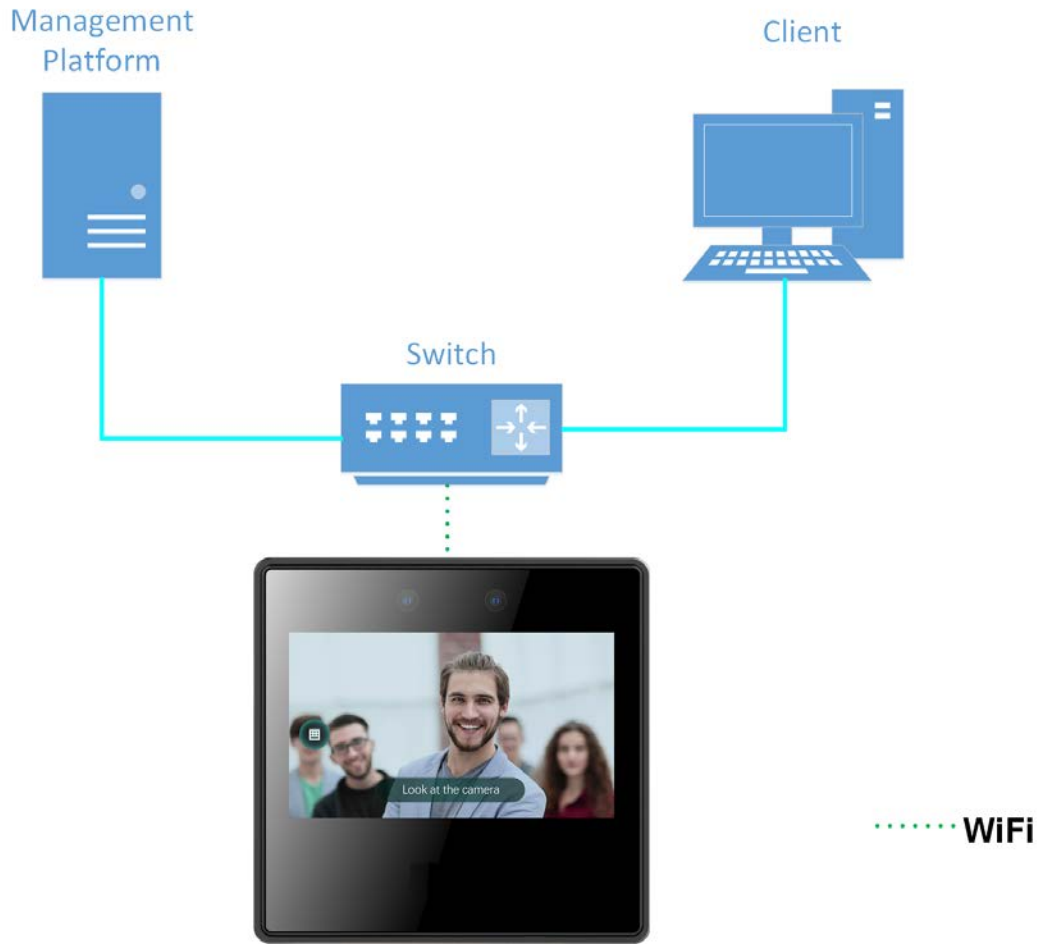 Management
Platform
Client
Switch
Look at the camera
WiFi